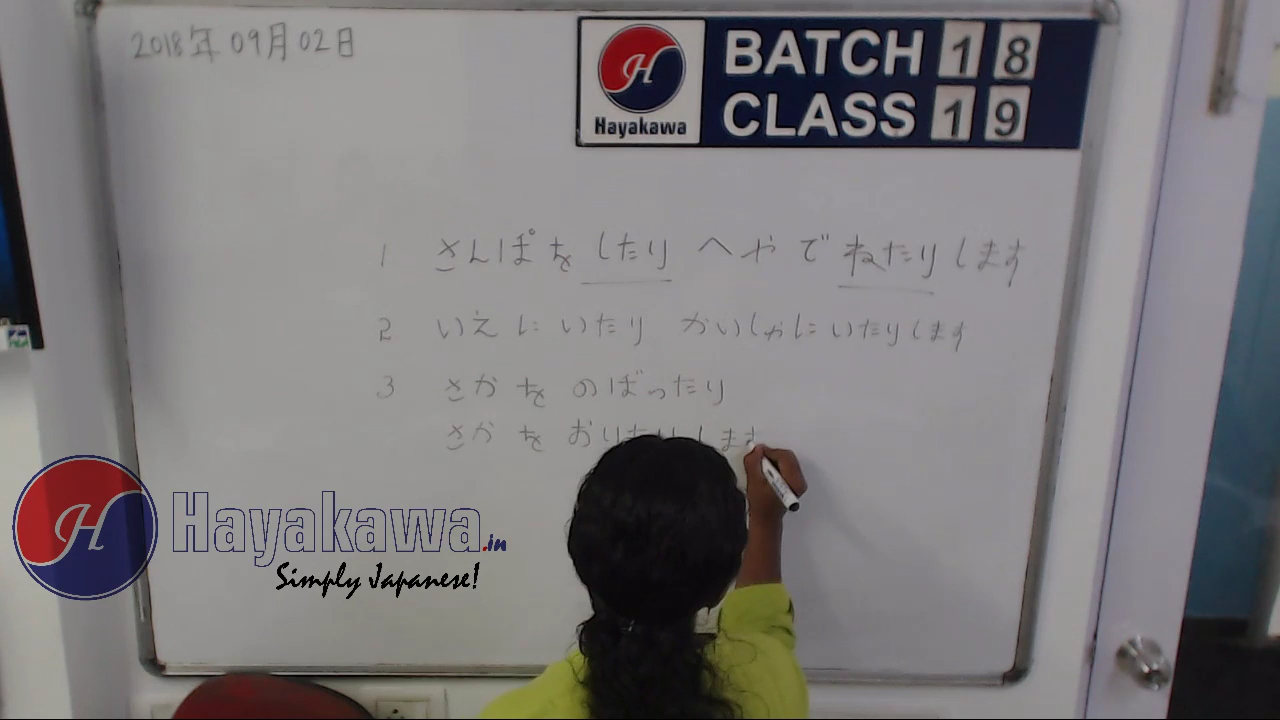 2018年09月02日
H
Hayakawa
BATCH 18
CLASS 19
1 さんぽを したり へやで ねたりします
2 いえに いたり かいしゃに いたりします
3 さかを のぼったり
さかを おりたりします
H
Hayakawa.in
Simply Japanese!